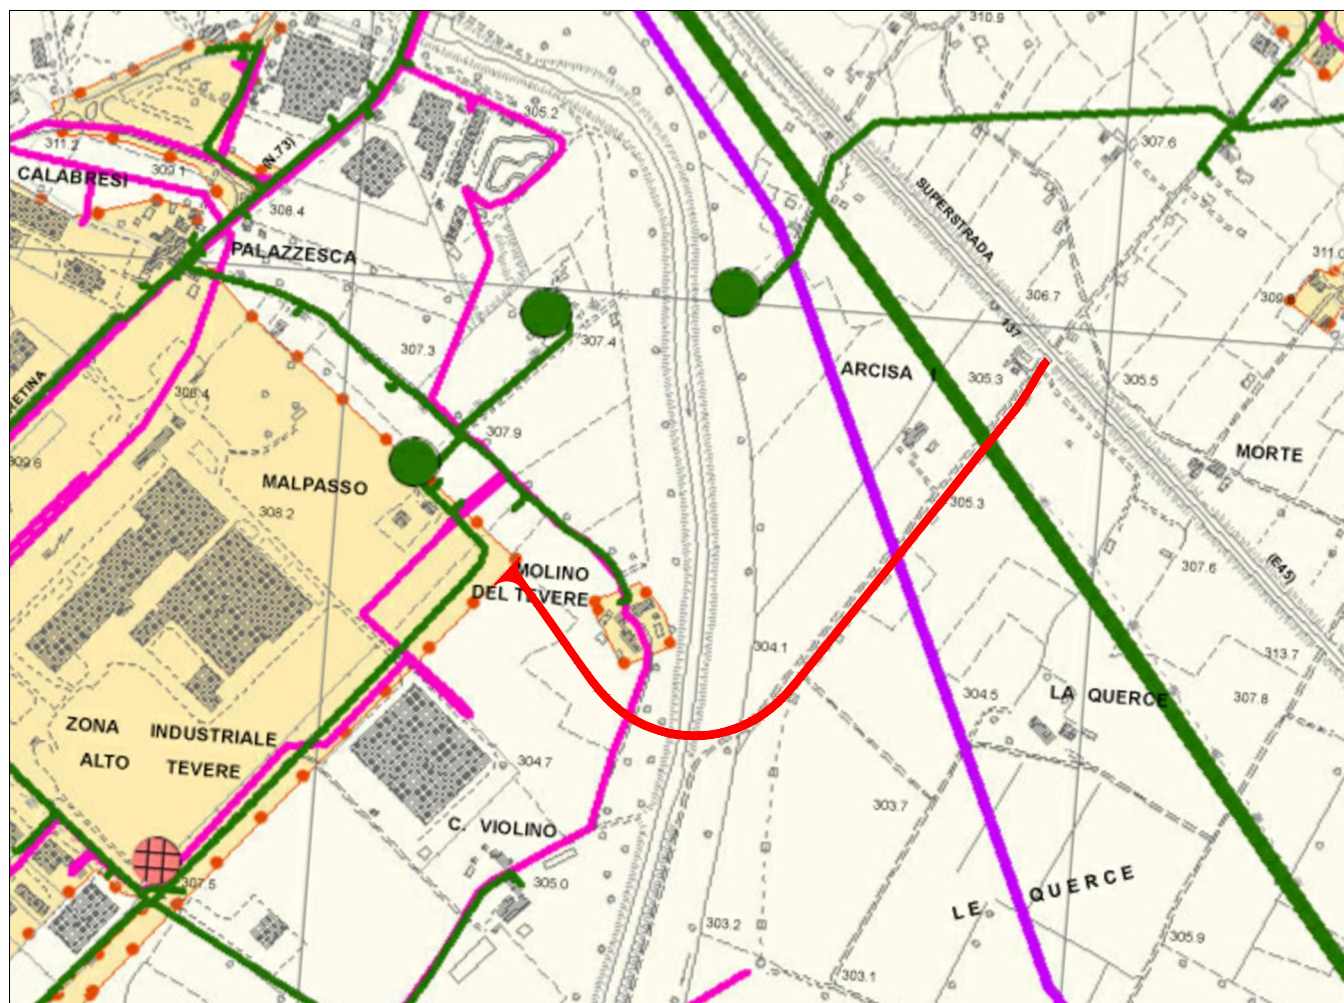 310.9
305.2
311.2
309.1
(N.73)
307.6
CALABRESI
308.4
SUPERSTRADA
PALAZZESCA
311.0
306.7
309.8
137
307.4
307.3
ARCISA I
305.3
305.5
308.4
ETINA
307.9
MORTE
309.6
MALPASSO
308.2
305.3
307.6
(E45)
MOLINO
DEL TEVERE
304.1
313.7
304.5
LA QUERCE
307.8
ZONA INDUSTRIALE
ALTO TEVERE
304.7
303.7
C. VIOLINO
307.5
305.0
LE QUERCE
303.2
305.9
303.1